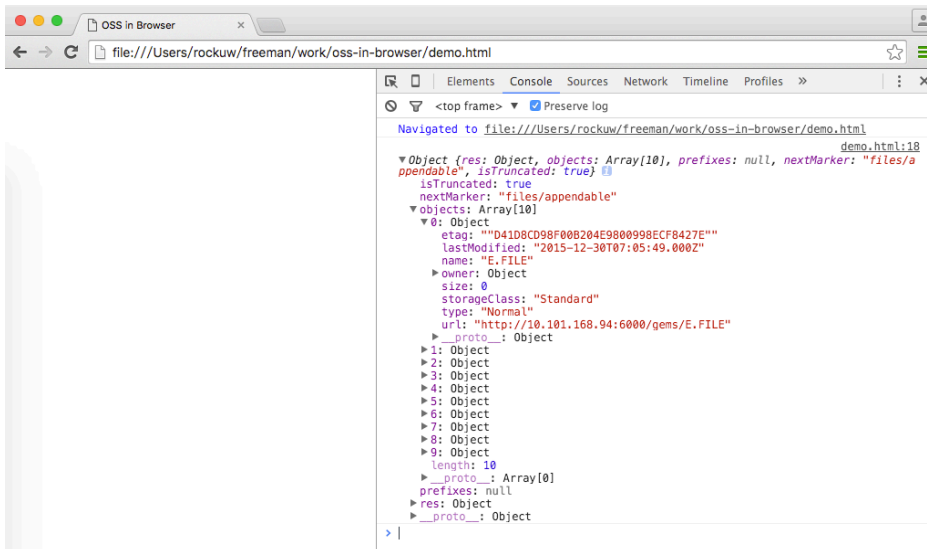 OSS in Browser
file:///Users/rockuw/freeman/work/oss-in-browser/demo.html
Elements Console Sources Network Timeline Profiles »
<top frame> ▼ Preserve log
Navigated to file:///Users/rockuw/freeman/work/oss-in-browser/demo.html
demo.html:18
▼Object {res: Object, objects: Array[10], prefixes: null, nextMarker: "files/a
ppendable", isTruncated: true}
isTruncated: true
nextMarker: "files/appendable"
▼objects: Array[10]
▼0: Object
etag: ""D41D8CD98F00B204E9800998ECF8427E""
lastModified: "2015-12-30T07:05:49.000Z"
name: "E.FILE"
▶owner: Object
size: 0
storageClass: "Standard"
type: "Normal"
url: "http://10.101.168.94:6000/gems/E.FILE"
▶__proto__: Object
▶1: Object
▶2: Object
▶3: Object
▶4: Object
▶5: Object
▶6: Object
▶7: Object
▶8: Object
▶9: Object
length: 10
▶__proto__: Array[0]
prefixes: null
▶res: Object
▶__proto__: Object
>